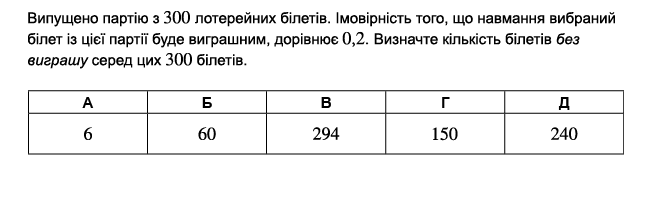 Випущено партію з 300 лотерейних білетів. Імовірність того, що навмання вибраний
білет із цієї партії буде виграшним, дорівнює 0,2. Визначте кількість білетів без
виграшу серед цих 300 білетів.
А Б В Г Д
6 60 294 150 240